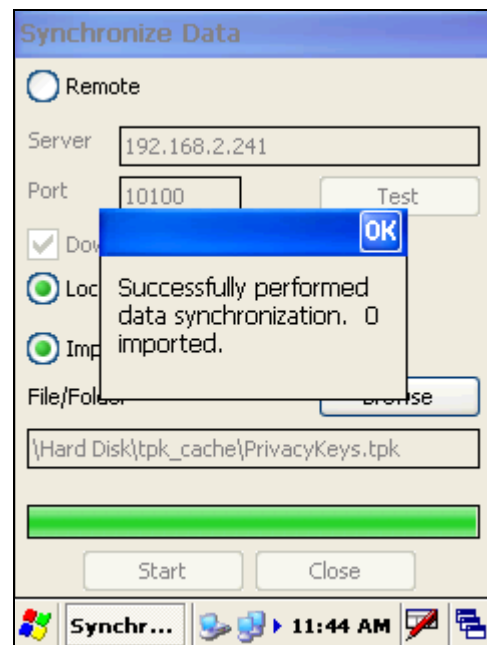 Synchronize Data
Remote
Server 192.168.2.241
Port 10100 Test
OK
Successfully performed
data synchronization. 0
imported.
File/Folder
\Hard Disk\tpk_cache\PrivacyKeys.tpk
Start Close
Synchr... 11:44 AM